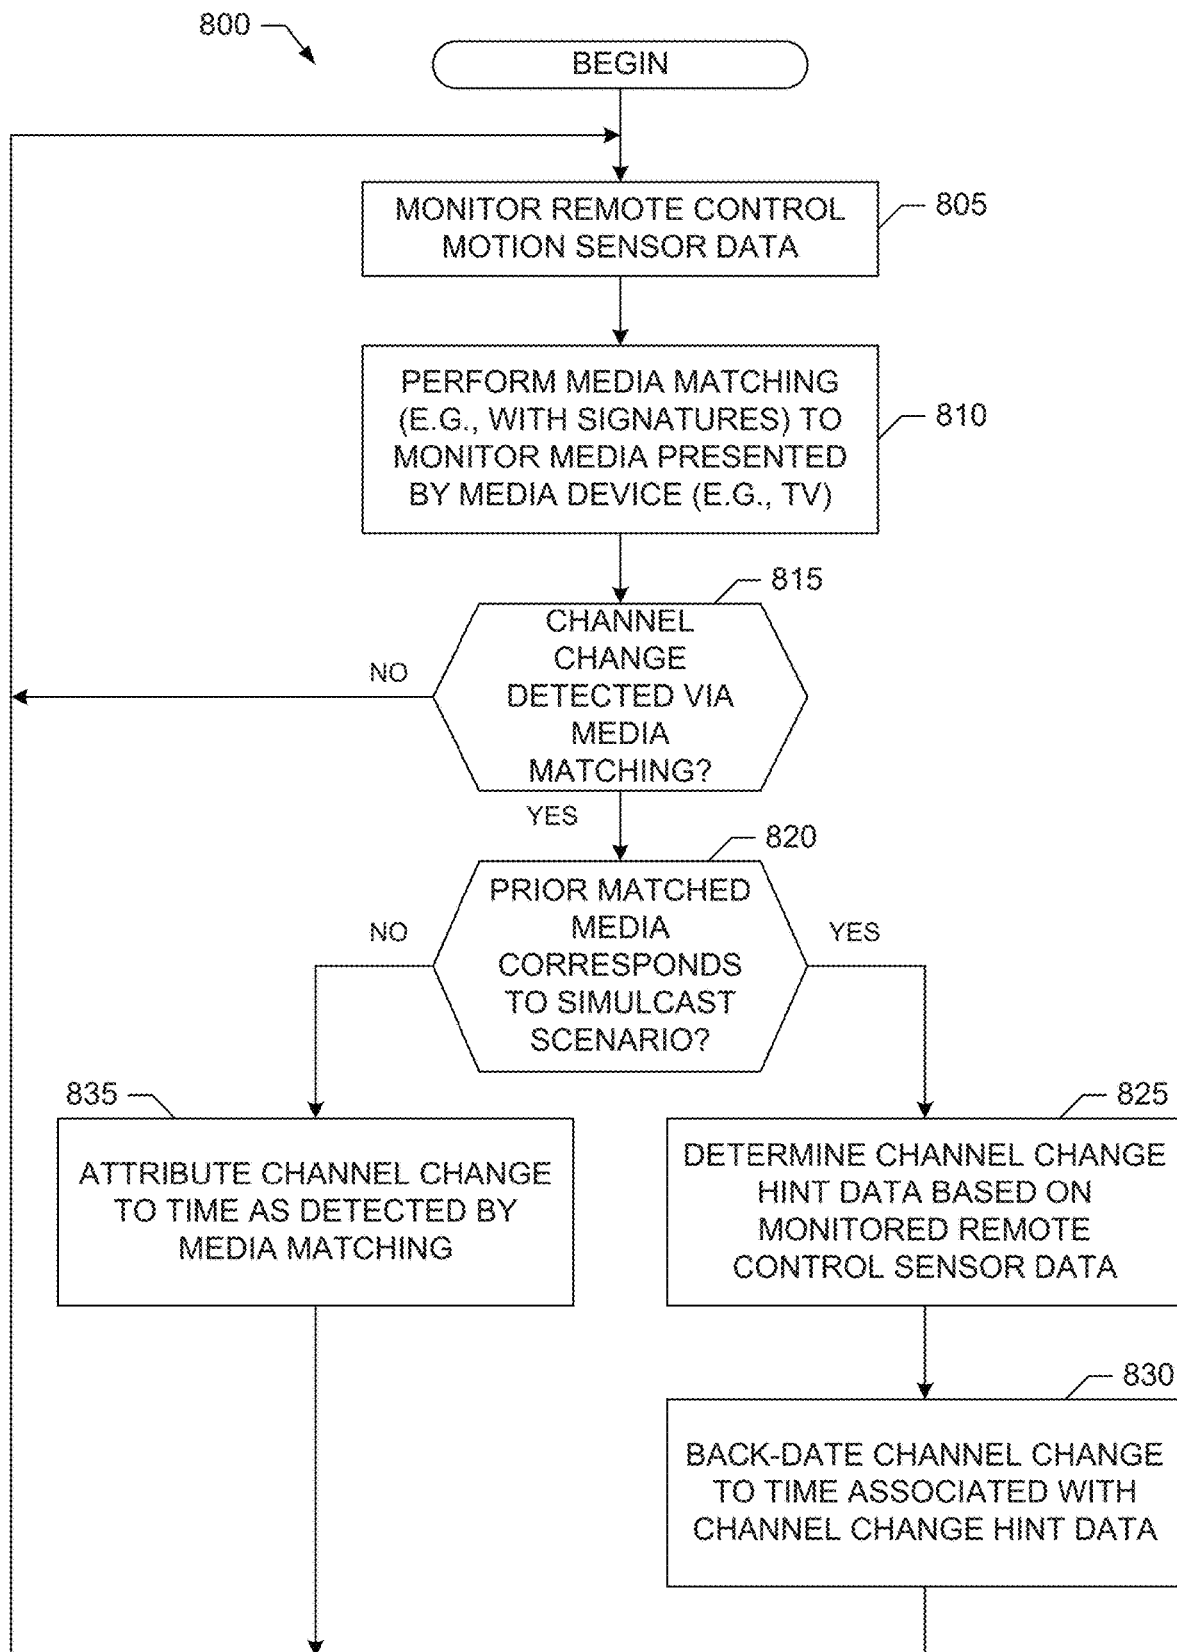 800
BEGIN
MONITOR REMOTE CONTROL
MOTION SENSOR DATA
805
PERFORM MEDIA MATCHING
(E.G., WITH SIGNATURES) TO
MONITOR MEDIA PRESENTED
BY MEDIA DEVICE (E.G., TV)
810
815
CHANNEL
CHANGE
DETECTED VIA
MEDIA
MATCHING?
NO
YES
820
PRIOR MATCHED
MEDIA
CORRESPONDS
TO SIMULCAST
SCENARIO?
NO
YES
835
ATTRIBUTE CHANNEL CHANGE
TO TIME AS DETECTED BY
MEDIA MATCHING
825
DETERMINE CHANNEL CHANGE
HINT DATA BASED ON
MONITORED REMOTE
CONTROL SENSOR DATA
830
BACK-DATE CHANNEL CHANGE
TO TIME ASSOCIATED WITH
CHANNEL CHANGE HINT DATA